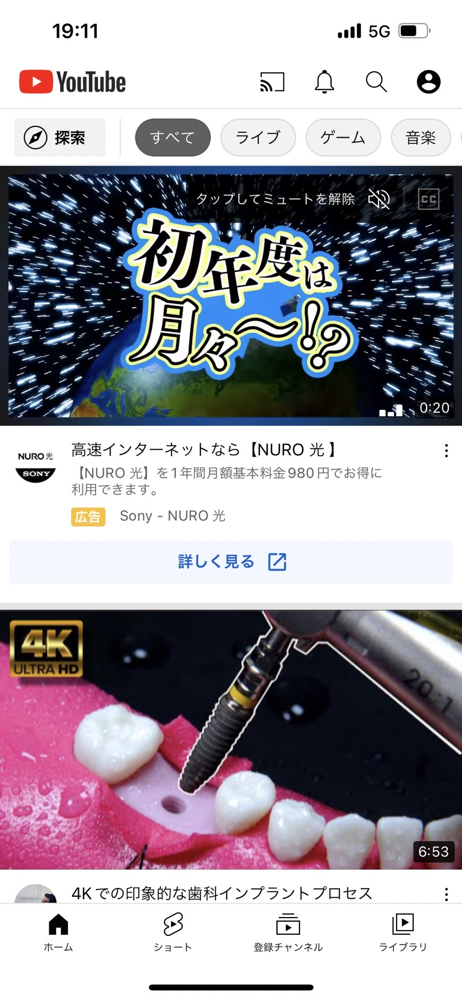 19:11
5G
YouTube
探索
すべて
ライブ
ゲーム
音楽
タップしてミュートを解除
CC
初年度は
月々〜!?
0:20
NURO 光
SONY
高速インターネットなら【NURO 光 】
【NURO 光】を1年間月額基本料金980円でお得に
利用できます。
広告
Sony - NURO 光
詳しく見る
4K
ULTRA HD
20:1
6:53
4Kでの印象的な歯科インプラントプロセス
ホーム
ショート
登録チャンネル
ライブラリ